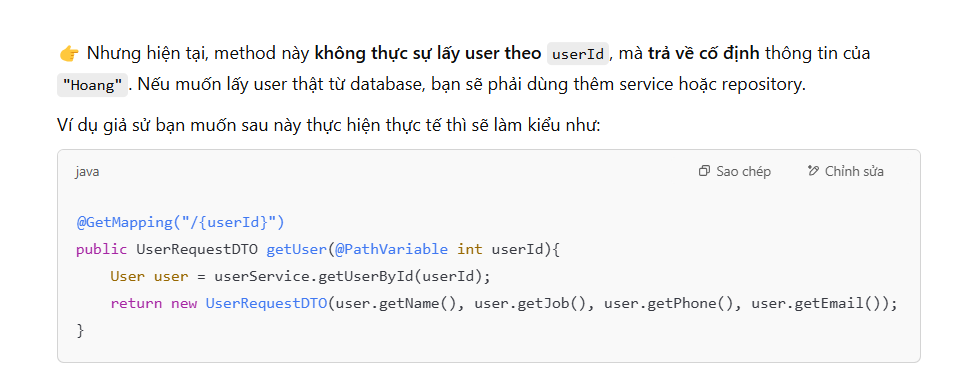 👉 Nhưng hiện tại, method này không thực sự lấy user theo userId, mà trả về cố định thông tin của
"Hoang". Nếu muốn lấy user thật từ database, bạn sẽ phải dùng thêm service hoặc repository.
Ví dụ giả sử bạn muốn sau này thực hiện thực tế thì sẽ làm kiểu như:
java Sao chép Chỉnh sửa
@GetMapping("/{userId}")
public UserRequestDTO getUser(@PathVariable int userId){
    User user = userService.getUserById(userId);
    return new UserRequestDTO(user.getName(), user.getJob(), user.getPhone(), user.getEmail());
}